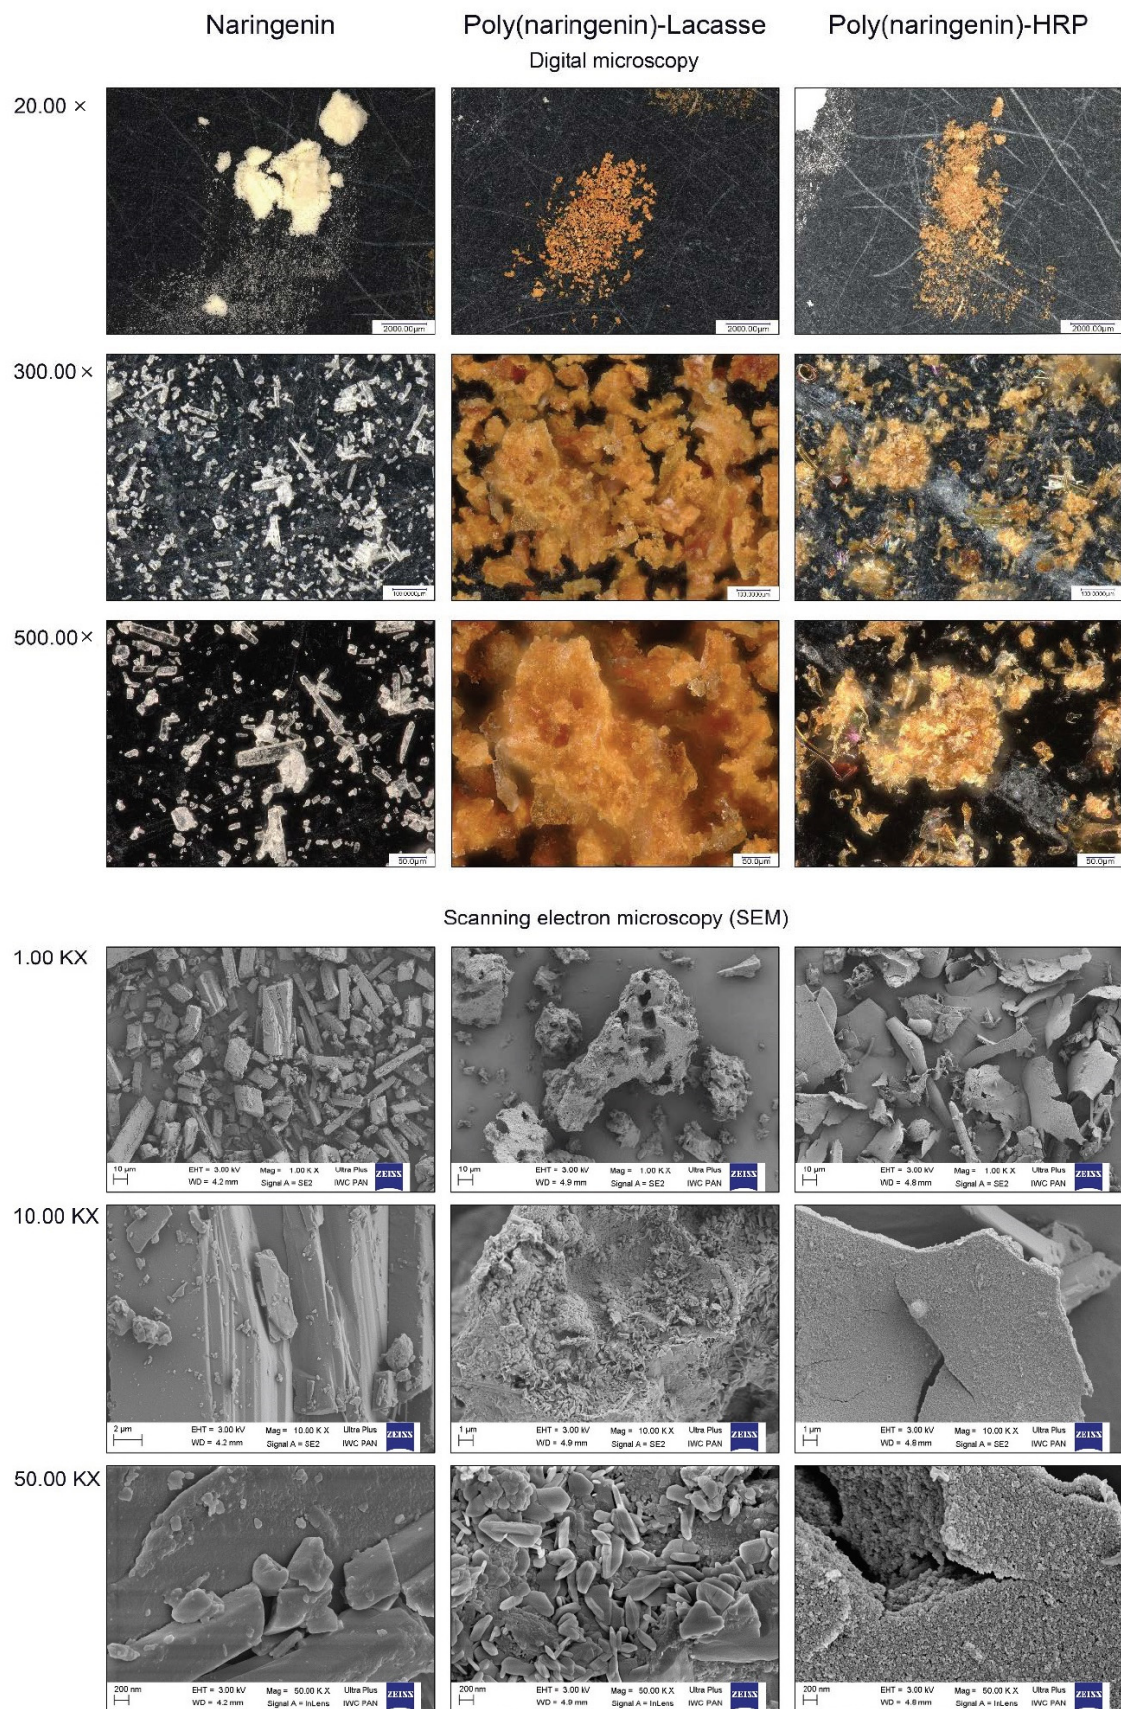 Naringenin Poly(naringenin)-Lacasse Poly(naringenin)-HRP
Digital microscopy
20.00 ×
2000.00µm 2000.00µm 2000.00µm
300.00 ×
100.0000µm 100.0000µm 100.0000µm
500.00 ×
50.0µm 50.0µm 50.0µm
Scanning electron microscopy (SEM)
1.00 KX
10 µm EHT = 3.00 kV Mag = 1.00 K X Ultra Plus ZEISS
WD = 4.2 mm Signal A = SE2 IWC PAN
10 µm EHT = 3.00 kV Mag = 1.00 K X Ultra Plus ZEISS
WD = 4.9 mm Signal A = SE2 IWC PAN
10 µm EHT = 3.00 kV Mag = 1.00 K X Ultra Plus ZEISS
WD = 4.8 mm Signal A = SE2 IWC PAN
10.00 KX
2 µm EHT = 3.00 kV Mag = 10.00 K X Ultra Plus ZEISS
WD = 4.2 mm Signal A = SE2 IWC PAN
1 µm EHT = 3.00 kV Mag = 10.00 K X Ultra Plus ZEISS
WD = 4.9 mm Signal A = SE2 IWC PAN
1 µm EHT = 3.00 kV Mag = 10.00 K X Ultra Plus ZEISS
WD = 4.8 mm Signal A = SE2 IWC PAN
50.00 KX
200 nm EHT = 3.00 kV Mag = 50.00 K X Ultra Plus ZEISS
WD = 4.2 mm Signal A = InLens IWC PAN
200 nm EHT = 3.00 kV Mag = 50.00 K X Ultra Plus ZEISS
WD = 4.9 mm Signal A = InLens IWC PAN
200 nm EHT = 3.00 kV Mag = 50.00 K X Ultra Plus ZEISS
WD = 4.8 mm Signal A = InLens IWC PAN